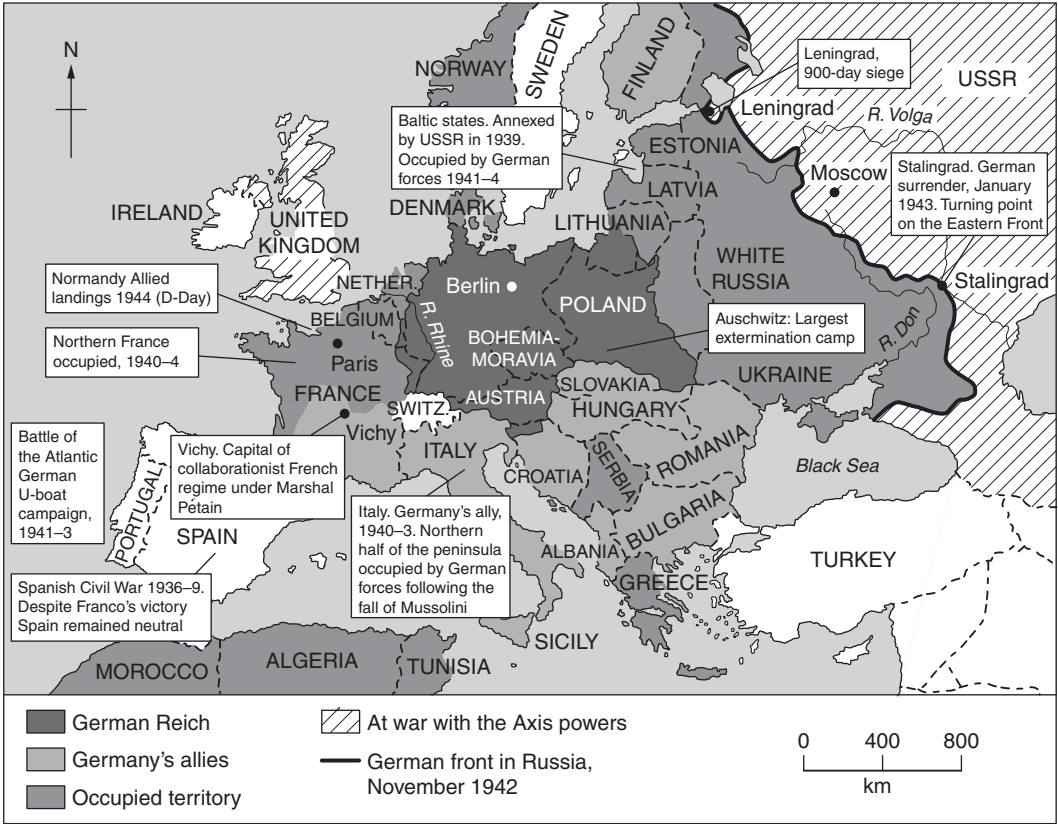 N
NORWAY
SWEDEN
FINLAND
Leningrad,
900-day siege
USSR
Leningrad
R. Volga
Baltic states. Annexed
by USSR in 1939.
Occupied by German
forces 1941–4
ESTONIA
Moscow
Stalingrad. German
surrender, January
1943. Turning point
on the Eastern Front
LATVIA
IRELAND
UNITED
KINGDOM
DENMARK
LITHUANIA
WHITE
RUSSIA
Normandy Allied
landings 1944 (D-Day)
NETHER.
Berlin
POLAND
Stalingrad
BELGIUM
R. Rhine
BOHEMIA-
MORAVIA
Auschwitz: Largest
extermination camp
R. Don
Northern France
occupied, 1940–4
Paris
FRANCE
AUSTRIA
SLOVAKIA
UKRAINE
SWITZ.
HUNGARY
Vichy
ITALY
Battle of
the Atlantic
German
U-boat
campaign,
1941–3
Vichy. Capital of
collaborationist French
regime under Marshal
Pétain
CROATIA
SERBIA
ROMANIA
Black Sea
PORTUGAL
SPAIN
Italy. Germany’s ally,
1940–3. Northern
half of the peninsula
occupied by German
forces following the
fall of Mussolini
ALBANIA
BULGARIA
TURKEY
GREECE
Spanish Civil War 1936–9.
Despite Franco’s victory
Spain remained neutral
SICILY
MOROCCO
ALGERIA
TUNISIA
German Reich
Germany’s allies
Occupied territory
At war with the Axis powers
German front in Russia,
November 1942
0 400 800
km